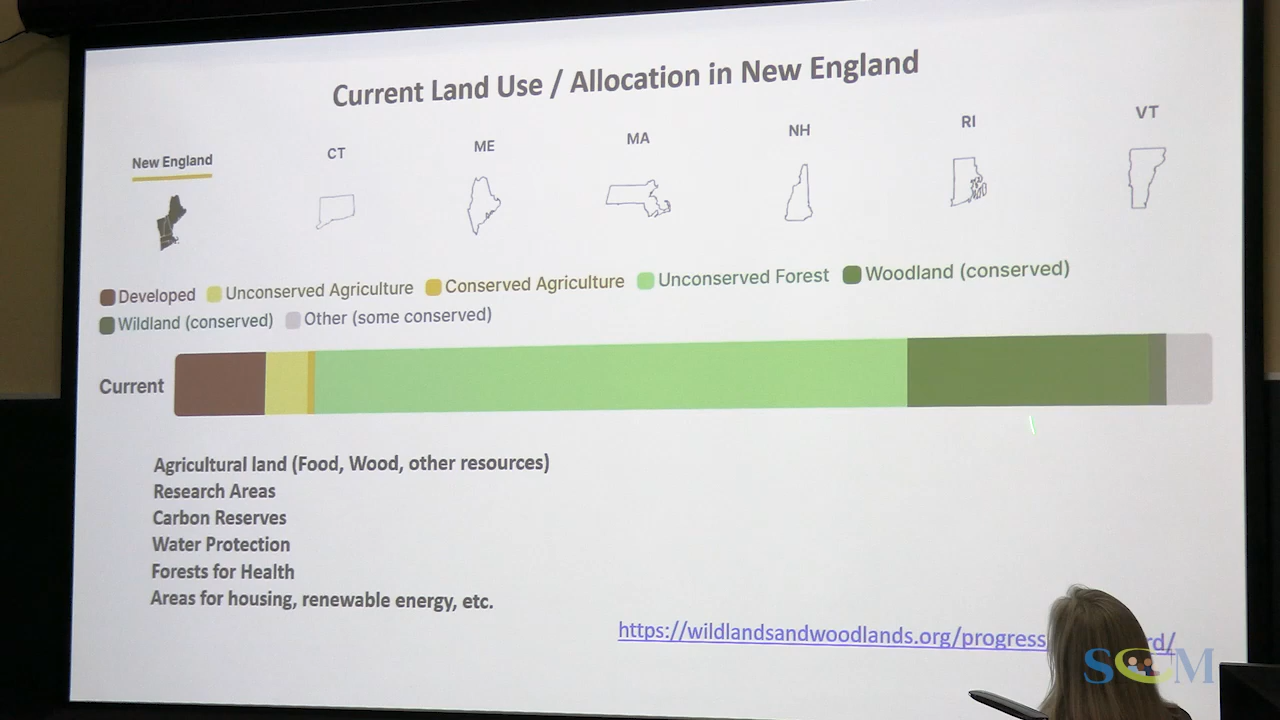 Current Land Use / Allocation in New England
New England
CT
ME
MA
NH
RI
VT
Developed Unconserved Agriculture Conserved Agriculture Unconserved Forest Woodland (conserved)
Wildland (conserved) Other (some conserved)
Current
Agricultural land (Food, Wood, other resources)
Research Areas
Carbon Reserves
Water Protection
Forests for Health
Areas for housing, renewable energy, etc.
https://wildlandsandwoodlands.org/progress rd/
SCM